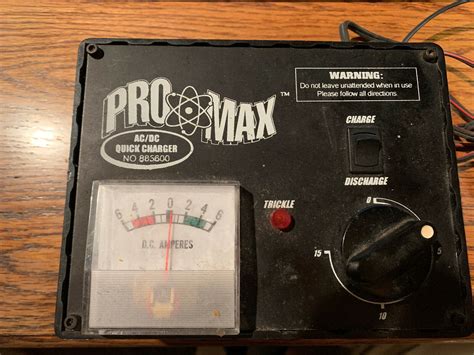 PRO MAX ™
AC/DC
QUICK CHARGER
NO 885600
WARNING:
Do not leave unattended when in use
Please follow all directions.
CHARGE
DISCHARGE
TRICKLE
6 4 2 0 2 4 6
D.C. AMPERES
0
15
10